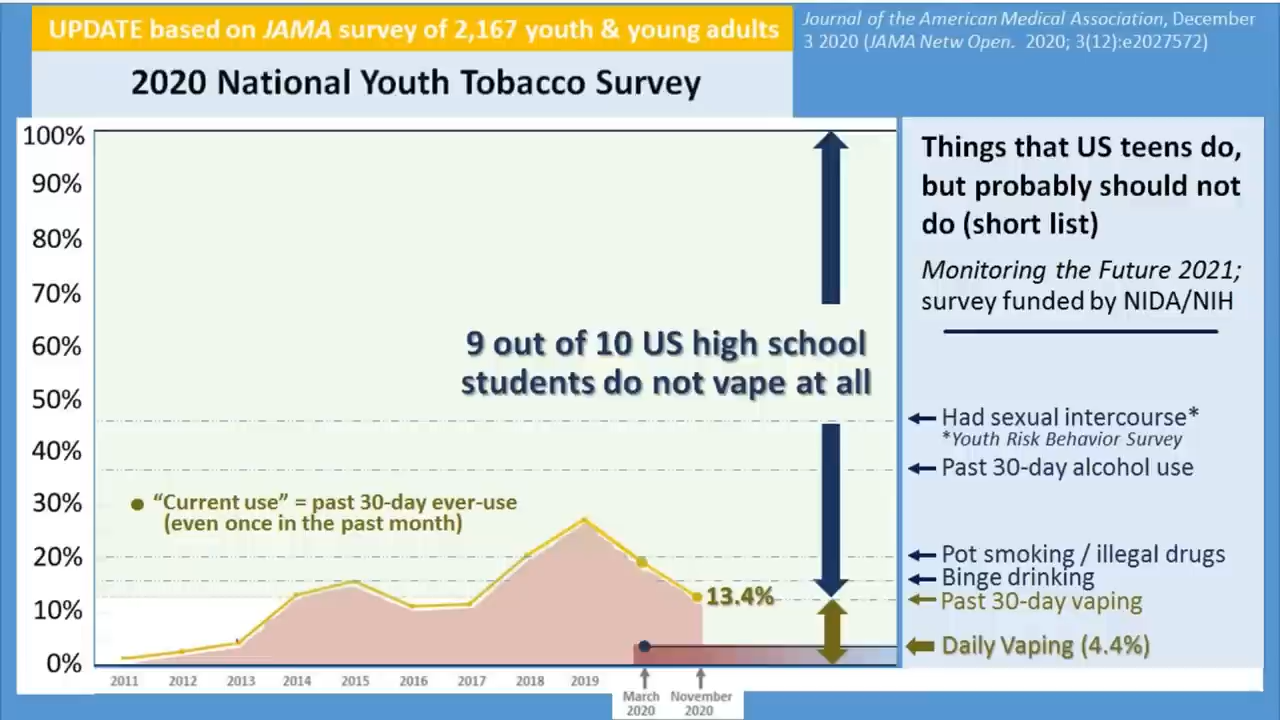 UPDATE based on JAMA survey of 2,167 youth & young adults
Journal of the American Medical Association, December
3 2020 (JAMA Netw Open. 2020; 3(12):e2027572)
2020 National Youth Tobacco Survey
100%
90%
80%
70%
60%
50%
40%
30%
20%
10%
0%
9 out of 10 US high school
students do not vape at all
“Current use” = past 30-day ever-use
(even once in the past month)
13.4%
2011
2012
2013
2014
2015
2016
2017
2018
2019
March
2020
November
2020
Things that US teens do,
but probably should not
do (short list)
Monitoring the Future 2021;
survey funded by NIDA/NIH
Had sexual intercourse*
*Youth Risk Behavior Survey
Past 30-day alcohol use
Pot smoking / illegal drugs
Binge drinking
Past 30-day vaping
Daily Vaping (4.4%)